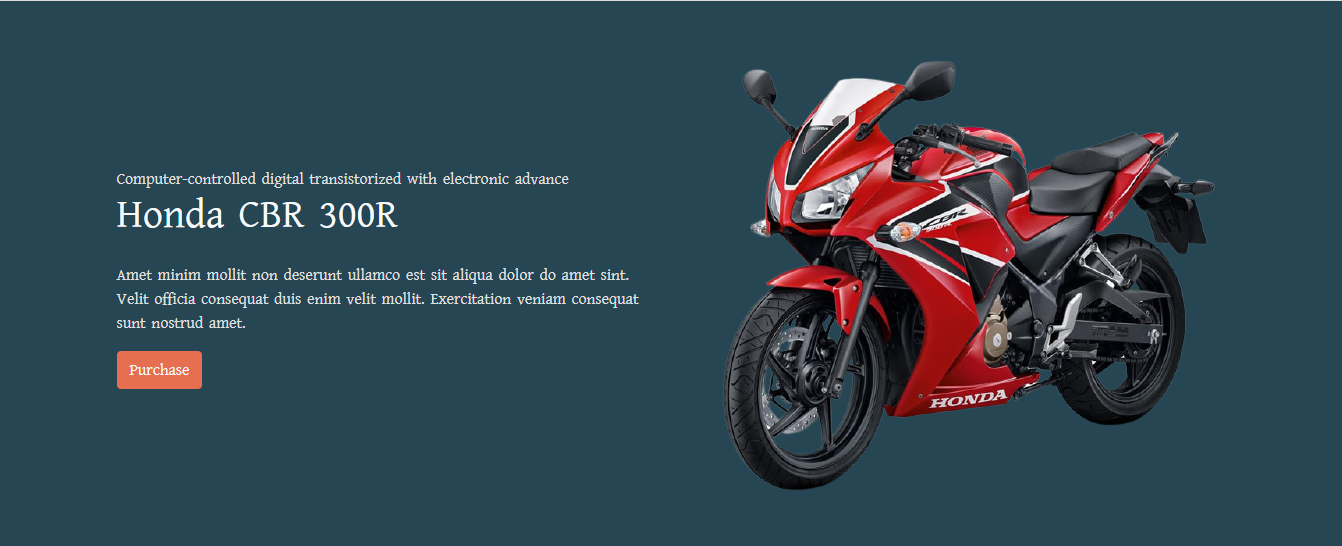 Computer-controlled digital transistorized with electronic advance
Honda CBR 300R
Amet minim mollit non deserunt ullamco est sit aliqua dolor do amet sint.
Velit officia consequat duis enim velit mollit. Exercitation veniam consequat
sunt nostrud amet.
Purchase
HONDA
CBR
HONDA